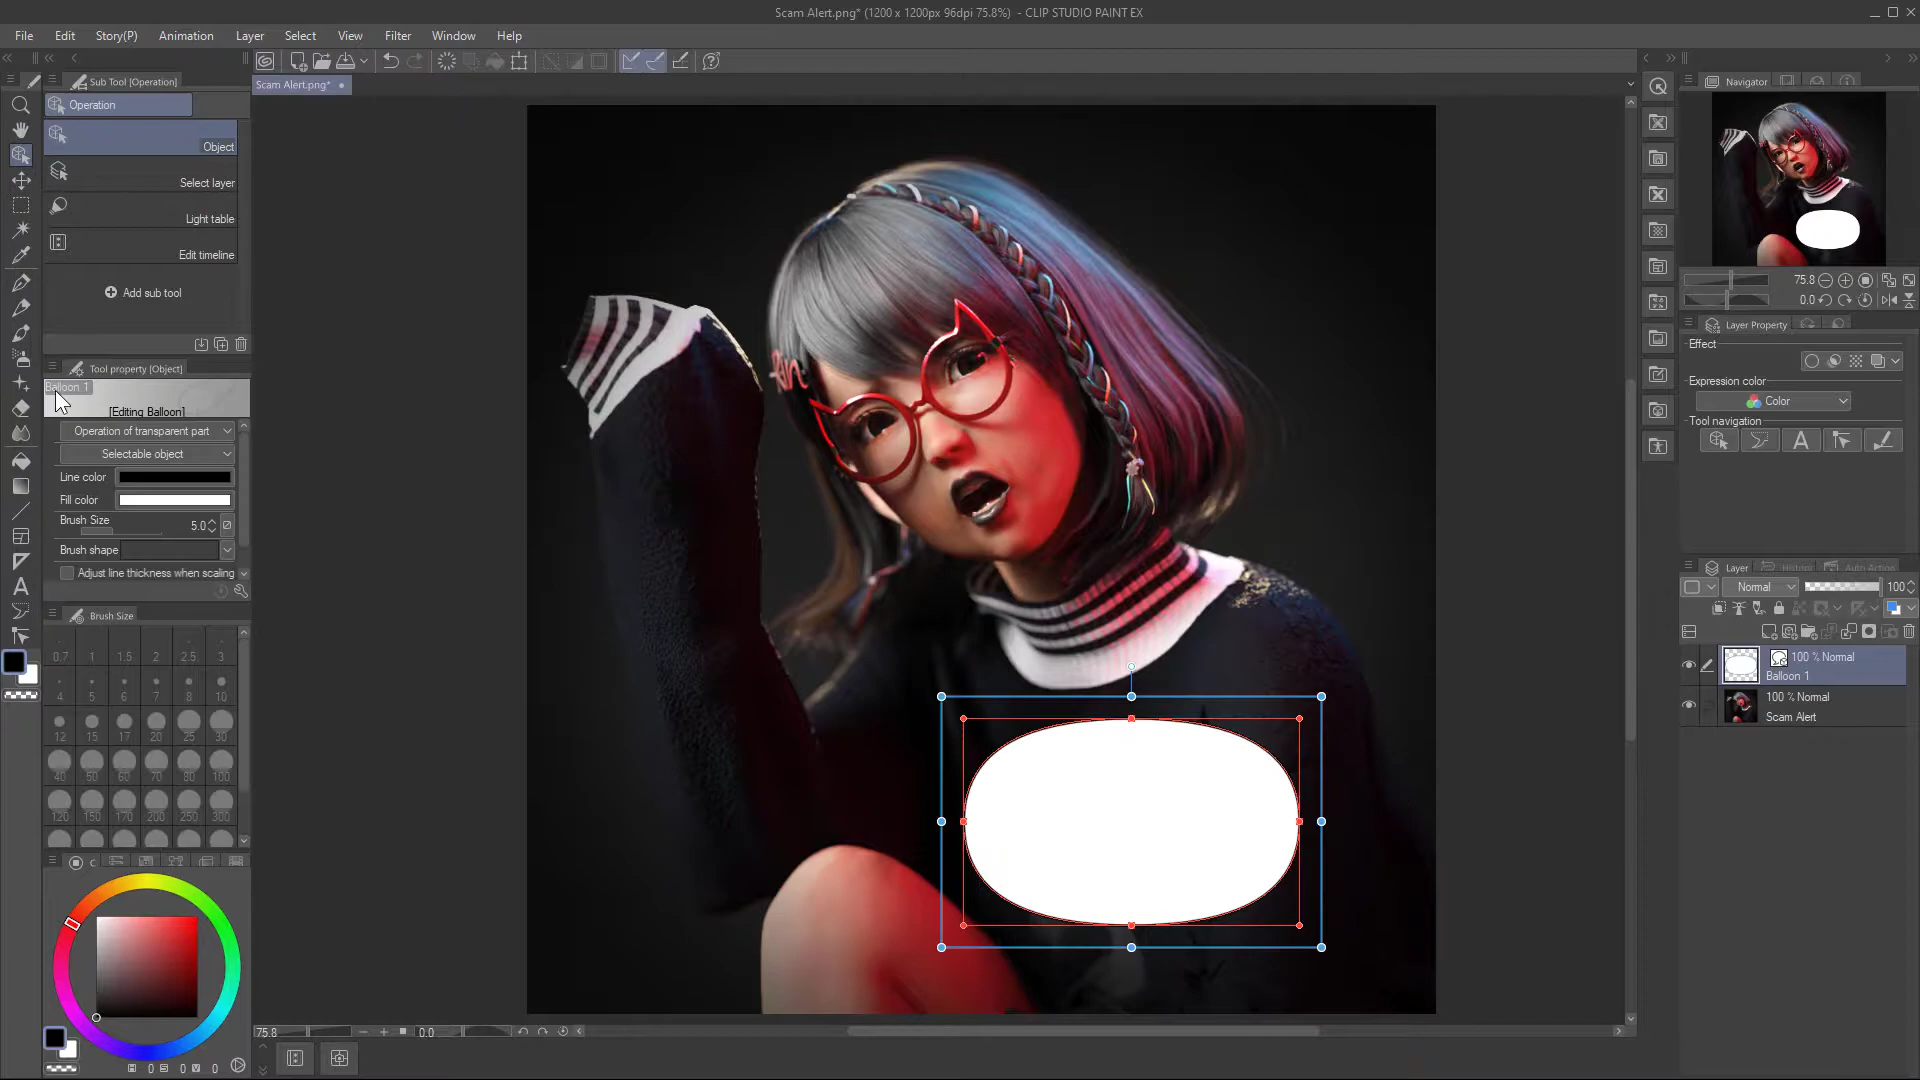 Scam Alert.png* (1200 x 1200px 96dpi 75.8%) - CLIP STUDIO PAINT EX
File Edit Story(P) Animation Layer Select View Filter Window Help
Sub Tool [Operation]
Operation
Object
Select layer
Light table
Edit timeline
Add sub tool
Tool property [Object]
Balloon 1
[Editing Balloon]
Operation of transparent part
Selectable object
Line color
Fill color
Brush Size 5.0
Brush shape
Adjust line thickness when scaling
Brush Size
0.7 1 1.5 2 2.5 3
4 5 6 7 8 10
12 15 17 20 25 30
40 50 60 70 80 100
120 150 170 200 250 300
H 0 S 0 V 0
Scam Alert.png*
75.8 0.0
Navigator
75.8
0.0
Layer Property
Effect
Expression color
Color
Tool navigation
Layer History Auto Action
Normal 100
100 % Normal
Balloon 1
100 % Normal
Scam Alert